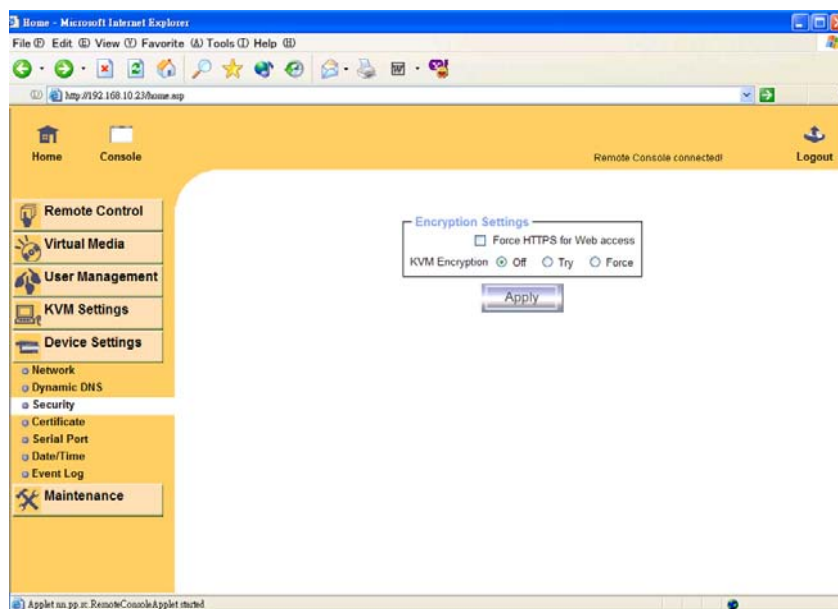 Home - Microsoft Internet Explorer
File (F) Edit (E) View (V) Favorite (A) Tools (T) Help (H)
(D) http://192.168.10.23/home.asp
Home
Console
Remote Console connected!
Logout
Remote Control
Virtual Media
User Management
KVM Settings
Device Settings
Network
Dynamic DNS
Security
Certificate
Serial Port
Date/Time
Event Log
Maintenance
Encryption Settings
Force HTTPS for Web access
KVM Encryption Off Try Force
Apply
Applet nn.pp.rc.RemoteConsoleApplet started